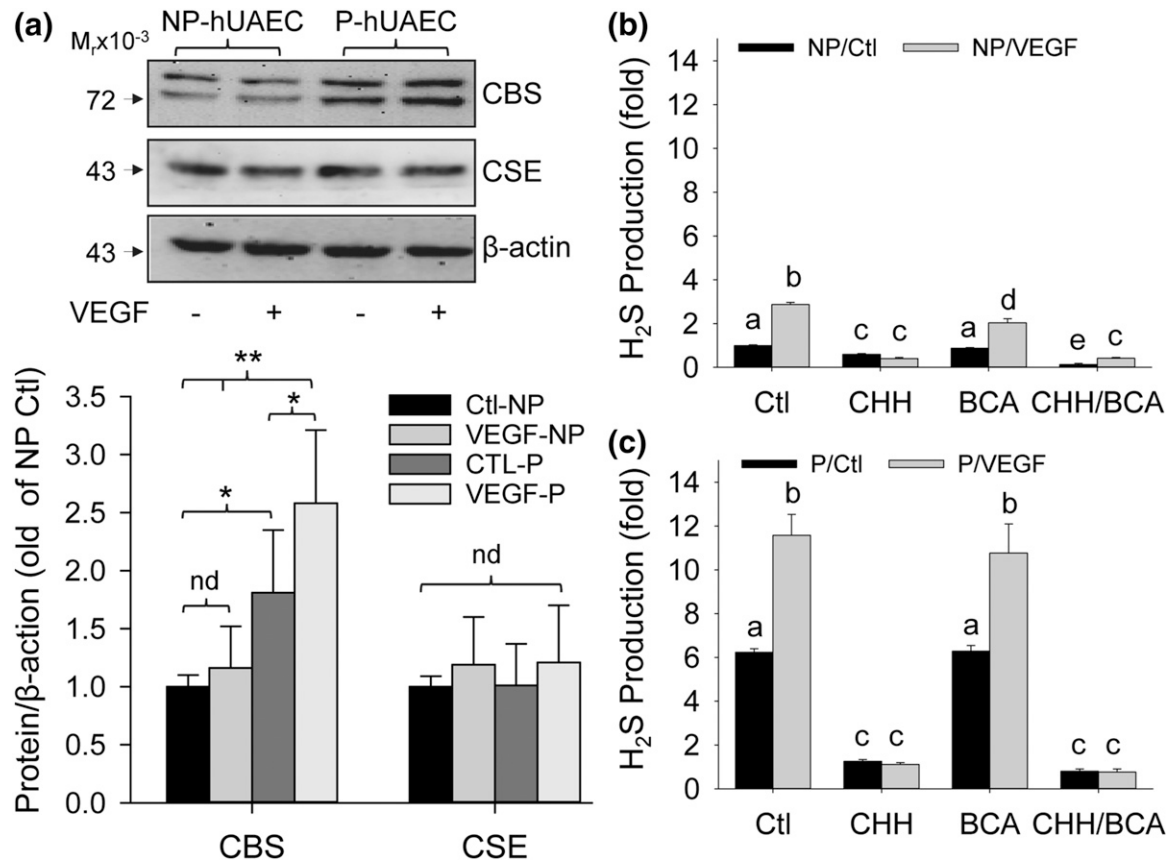 (a)
NP-hUAEC P-hUAEC
Mrx10-3
72 CBS
43 CSE
43 β-actin
VEGF - + - +
Protein/β-action (old of NP Ctl)
3.5
3.0
2.5
2.0
1.5
1.0
0.5
0.0
**
*
*
nd
nd
Ctl-NP
VEGF-NP
CTL-P
VEGF-P
CBS CSE
(b)
NP/Ctl NP/VEGF
H2S Production (fold)
14
12
10
8
6
4
2
0
a b c c a d e c
Ctl CHH BCA CHH/BCA
(c)
P/Ctl P/VEGF
H2S Production (fold)
14
12
10
8
6
4
2
0
a b c c a b c c
Ctl CHH BCA CHH/BCA